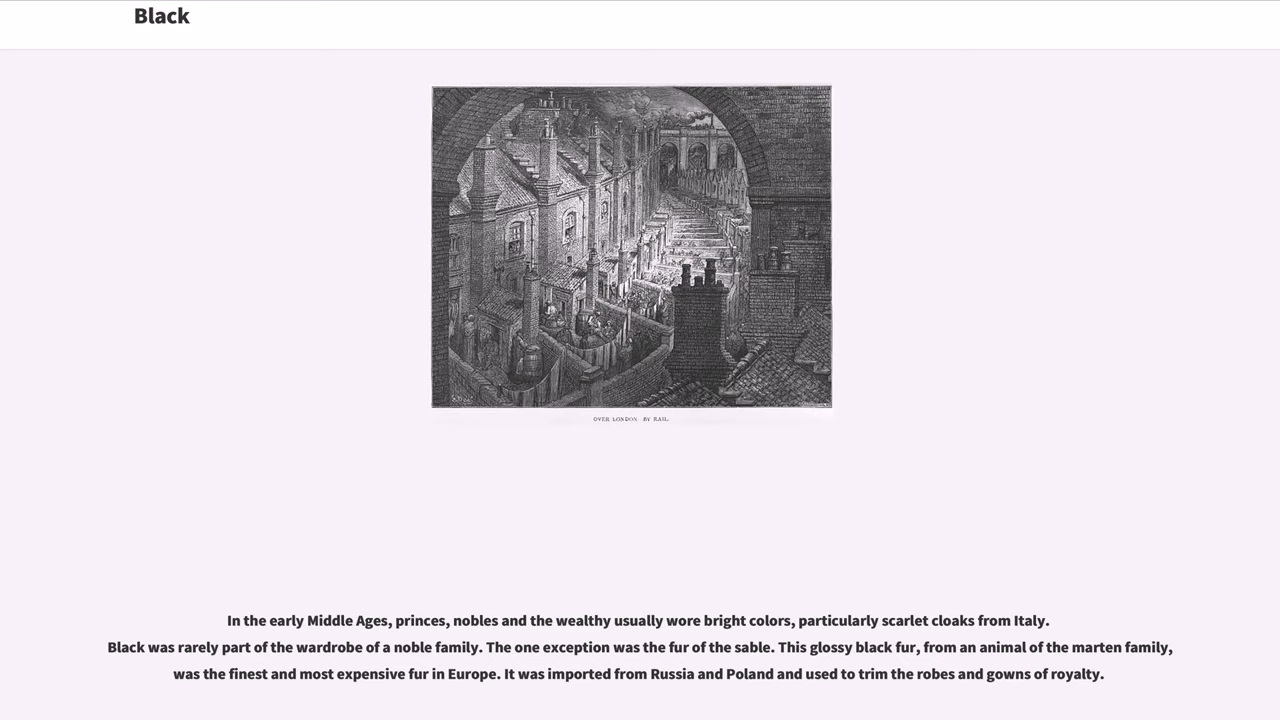 Black
OVER LONDON BY RAIL.
In the early Middle Ages, princes, nobles and the wealthy usually wore bright colors, particularly scarlet cloaks from Italy.
Black was rarely part of the wardrobe of a noble family. The one exception was the fur of the sable. This glossy black fur, from an animal of the marten family,
was the finest and most expensive fur in Europe. It was imported from Russia and Poland and used to trim the robes and gowns of royalty.